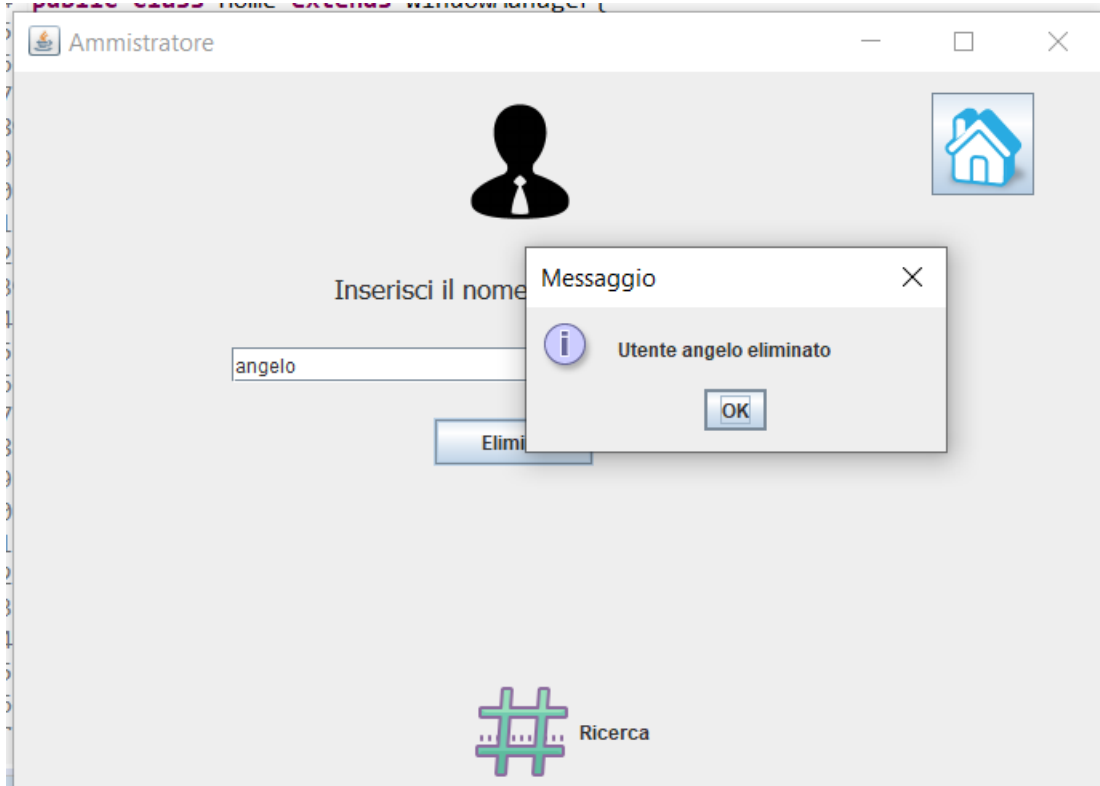 public class Home extends WindowManager{
Ammistratore
Messaggio
Inserisci il nome
Utente angelo eliminato
angelo
OK
Elimi
Ricerca